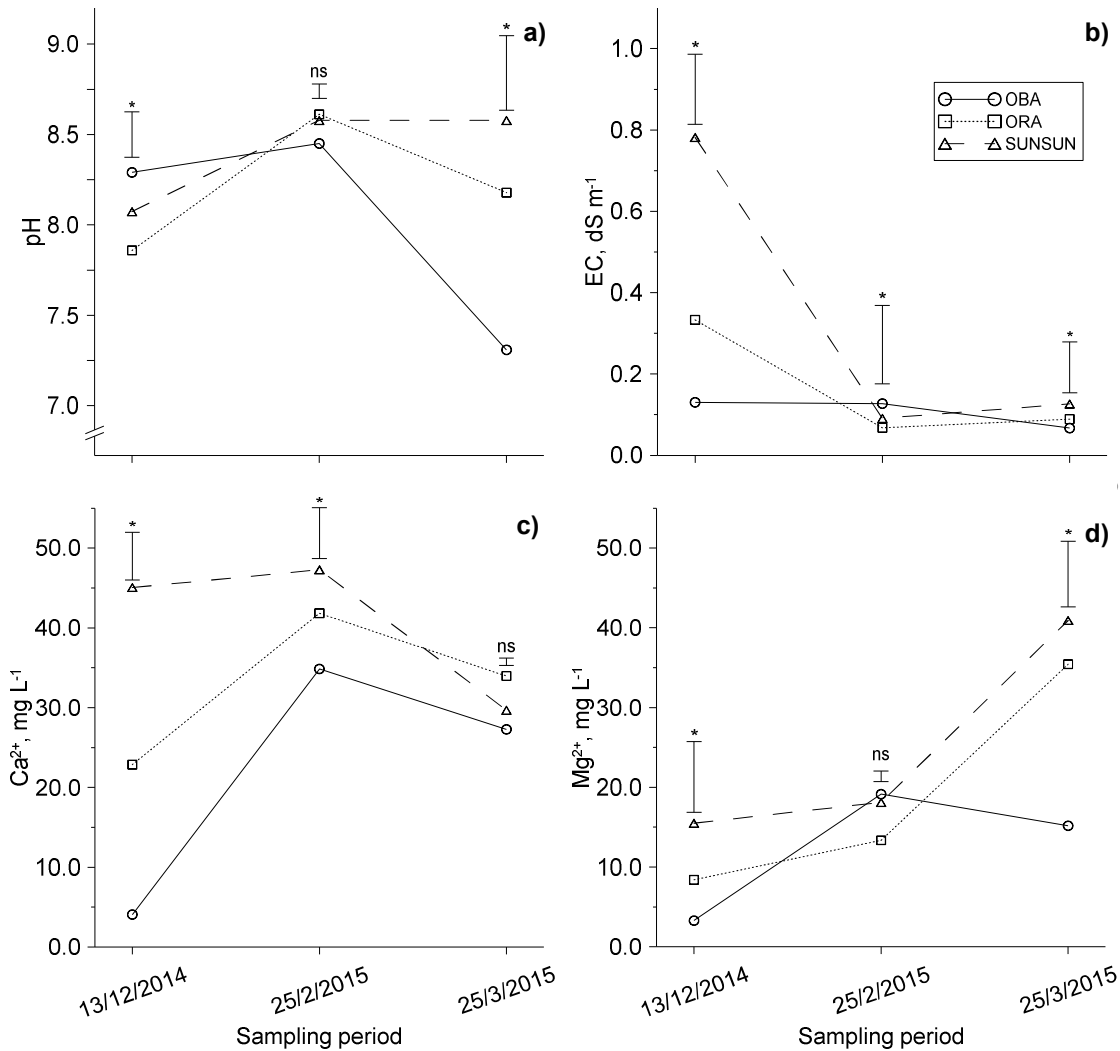 a)
pH
9.0
8.5
8.0
7.5
7.0
*
ns
*
b)
EC, dS m⁻¹
1.0
0.8
0.6
0.4
0.2
0.0
*
*
*
OBA
ORA
SUNSUN
c)
Ca²⁺, mg L⁻¹
50.0
40.0
30.0
20.0
10.0
0.0
*
*
ns
13/12/2014
25/2/2015
25/3/2015
Sampling period
d)
Mg²⁺, mg L⁻¹
50.0
40.0
30.0
20.0
10.0
0.0
*
ns
*
13/12/2014
25/2/2015
25/3/2015
Sampling period